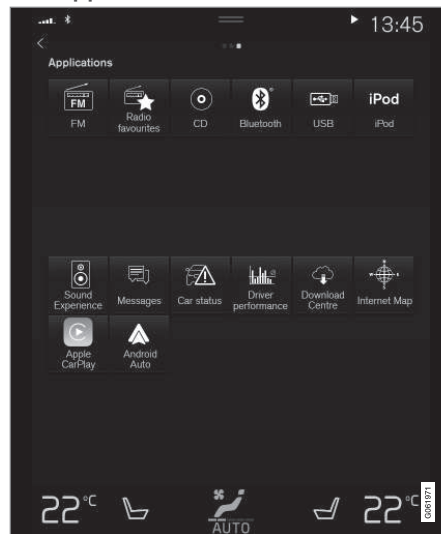 13:45
Applications
FM
FM
Radio
favourites
CD
Bluetooth
USB
iPod
iPod
Sound
Experience
Messages
Car status
Driver
performance
Download
Centre
Internet Map
Apple
CarPlay
Android
Auto
22°C
AUTO
22°C
G061971